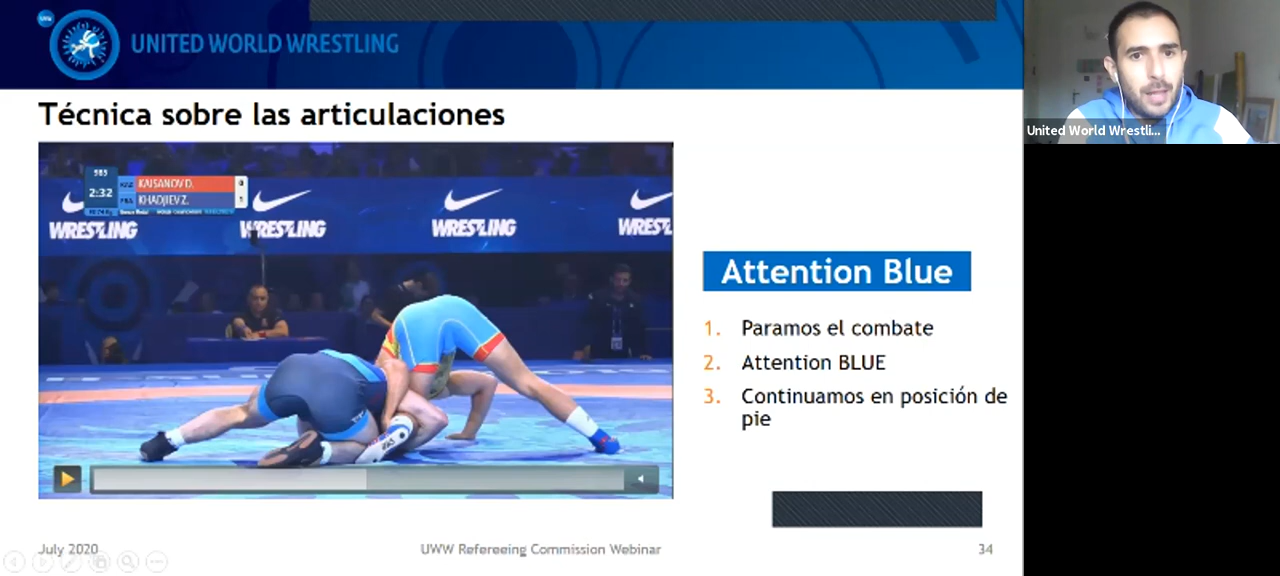 UWW
UNITED WORLD WRESTLING
Técnica sobre las articulaciones
2:32
KAISANOV D.
KHADJIEV Z.
WRESTLING
WRESTLING
WRESTLING
WREST
Attention Blue
1. Paramos el combate
2. Attention BLUE
3. Continuamos en posición de
pie
July 2020
UWW Refereeing Commission Webinar
34
United World Wrestli...